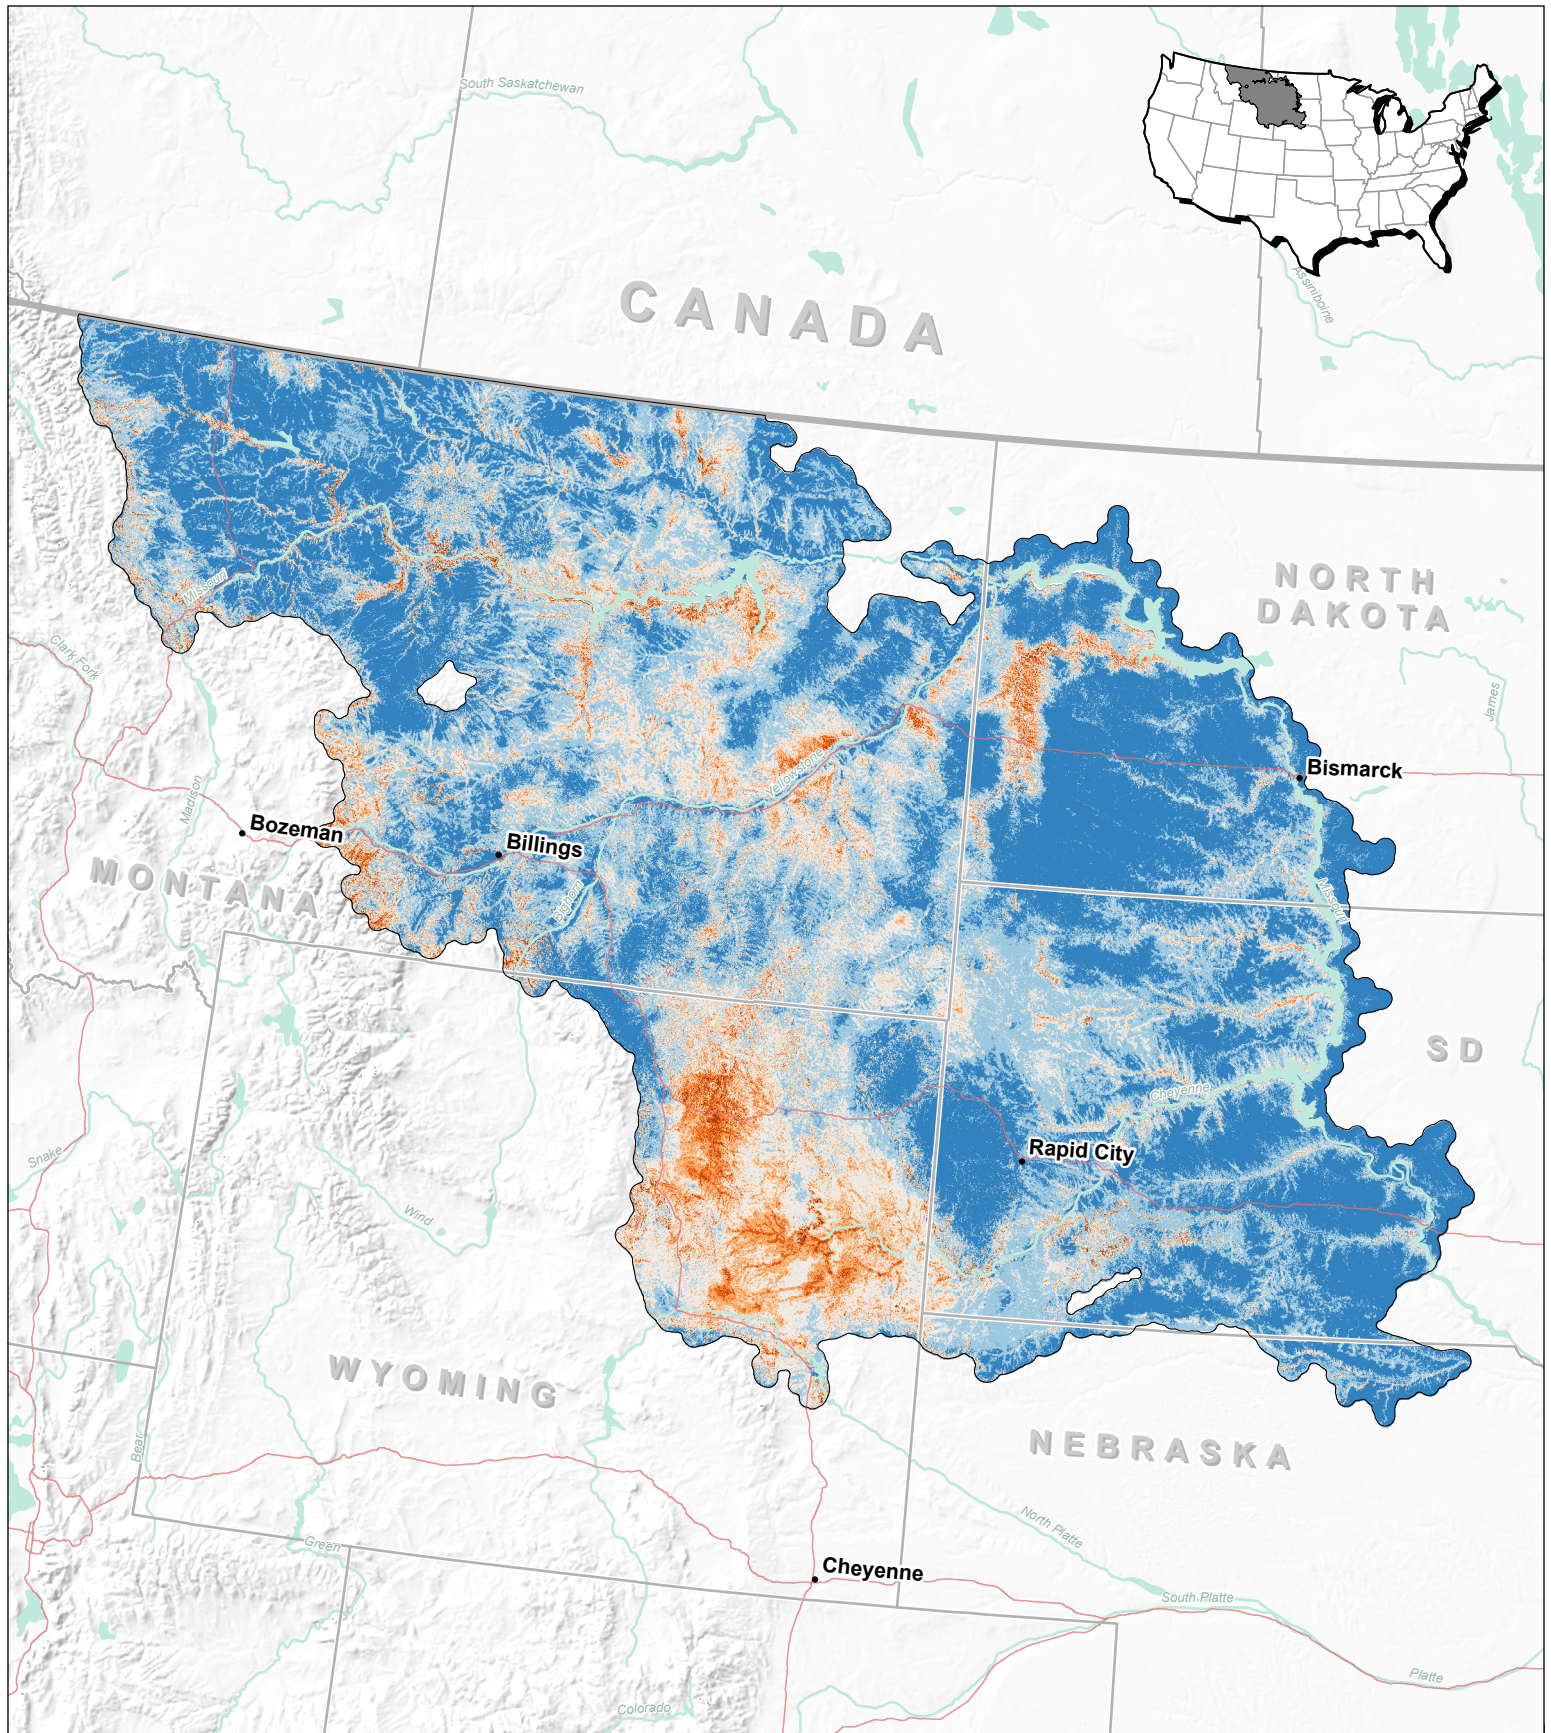 South Saskatchewan
Assiniboine
CANADA
NORTH
DAKOTA
Missouri
Clark Fork
James
Madison
Yellowstone
Bismarck
Bozeman
Billings
MONTANA
Bighorn
Missouri
SD
Cheyenne
Snake
Rapid City
Wind
WYOMING
Bear
NEBRASKA
North Platte
Green
Cheyenne
South Platte
Platte
Colorado